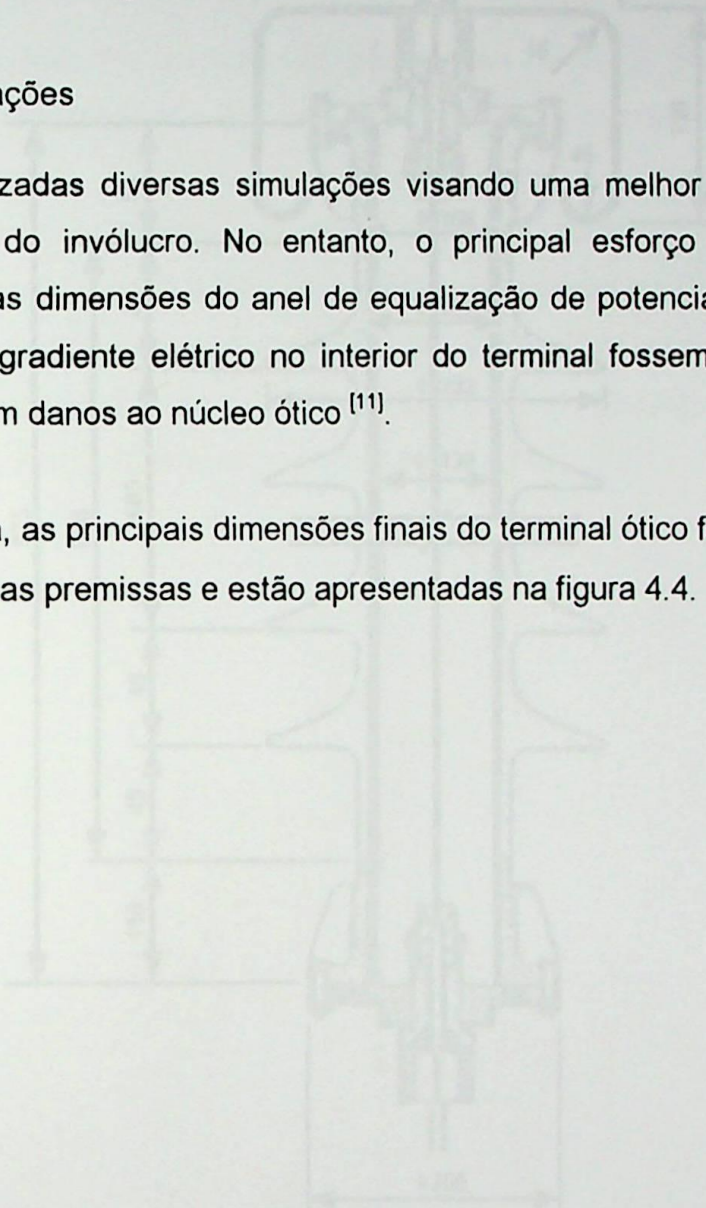 ções
zadas diversas simulações visando uma melhor
do invólucro. No entanto, o principal esforço
as dimensões do anel de equalização de potencia
gradiente elétrico no interior do terminal fossem
m danos ao núcleo ótico [11].
, as principais dimensões finais do terminal ótico f
as premissas e estão apresentadas na figura 4.4.